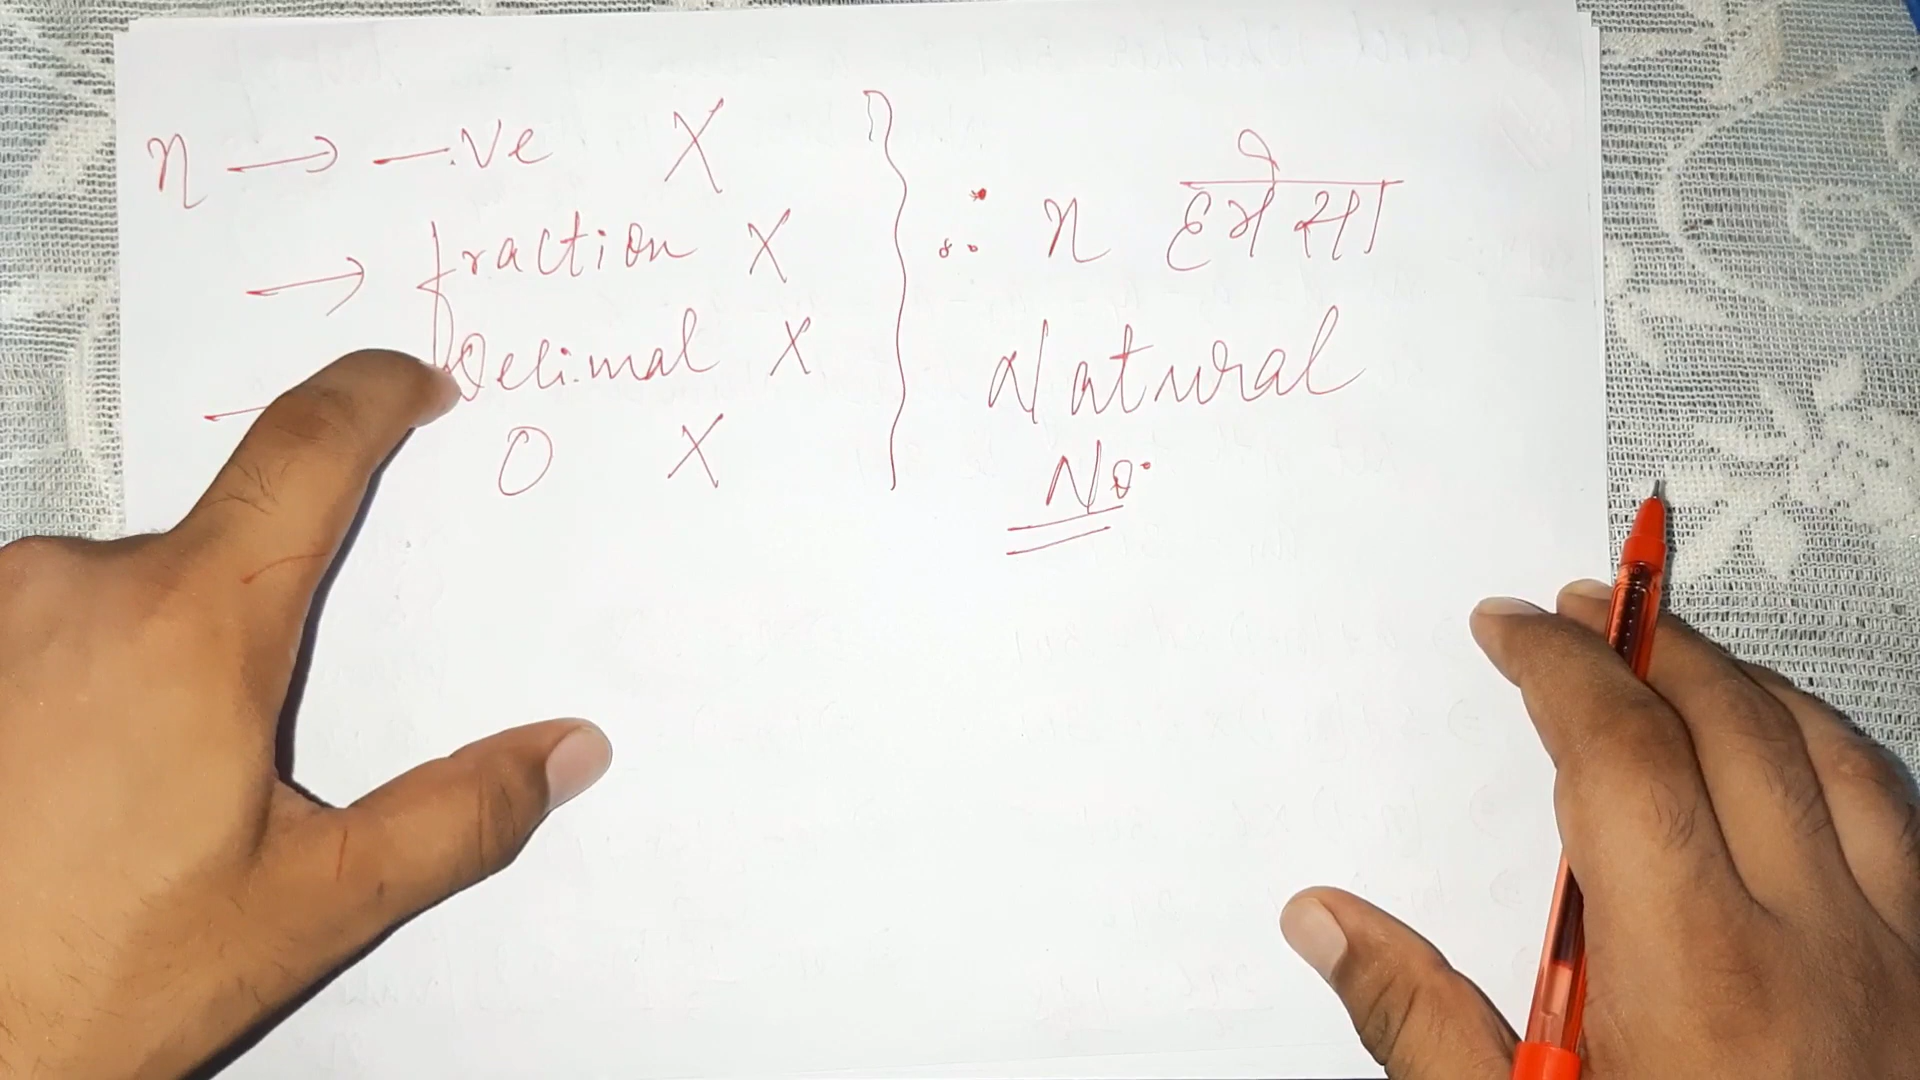 n → -ve X
→ fraction X
→ Decimal X
0 X
∴ n हमेसा
Natural
No.